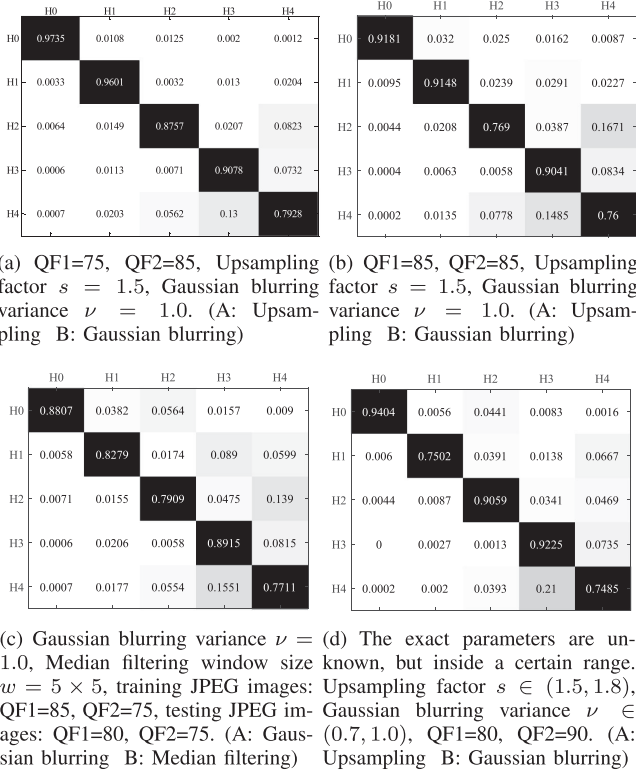 H0 H1 H2 H3 H4
H0 0.9735 0.0108 0.0125 0.002 0.0012
H1 0.0033 0.9601 0.0032 0.013 0.0204
H2 0.0064 0.0149 0.8757 0.0207 0.0823
H3 0.0006 0.0113 0.0071 0.9078 0.0732
H4 0.0007 0.0203 0.0562 0.13 0.7928
(a) QF1=75, QF2=85, Upsampling
factor s = 1.5, Gaussian blurring
variance ν = 1.0. (A: Upsam-
pling B: Gaussian blurring)
H0 H1 H2 H3 H4
H0 0.9181 0.032 0.025 0.0162 0.0087
H1 0.0095 0.9148 0.0239 0.0291 0.0227
H2 0.0044 0.0208 0.769 0.0387 0.1671
H3 0.0004 0.0063 0.0058 0.9041 0.0834
H4 0.0002 0.0135 0.0778 0.1485 0.76
(b) QF1=85, QF2=85, Upsampling
factor s = 1.5, Gaussian blurring
variance ν = 1.0. (A: Upsam-
pling B: Gaussian blurring)
H0 H1 H2 H3 H4
H0 0.8807 0.0382 0.0564 0.0157 0.009
H1 0.0058 0.8279 0.0174 0.089 0.0599
H2 0.0071 0.0155 0.7909 0.0475 0.139
H3 0.0006 0.0206 0.0058 0.8915 0.0815
H4 0.0007 0.0177 0.0554 0.1551 0.7711
(c) Gaussian blurring variance ν =
1.0, Median filtering window size
w = 5 × 5, training JPEG images:
QF1=85, QF2=75, testing JPEG im-
ages: QF1=80, QF2=75. (A: Gaus-
sian blurring B: Median filtering)
H0 H1 H2 H3 H4
H0 0.9404 0.0056 0.0441 0.0083 0.0016
H1 0.006 0.7502 0.0391 0.0138 0.0667
H2 0.0044 0.0087 0.9059 0.0341 0.0469
H3 0 0.0027 0.0013 0.9225 0.0735
H4 0.0002 0.002 0.0393 0.21 0.7485
(d) The exact parameters are un-
known, but inside a certain range.
Upsampling factor s ∈ (1.5, 1.8),
Gaussian blurring variance ν ∈
(0.7, 1.0), QF1=80, QF2=90. (A:
Upsampling B: Gaussian blurring)